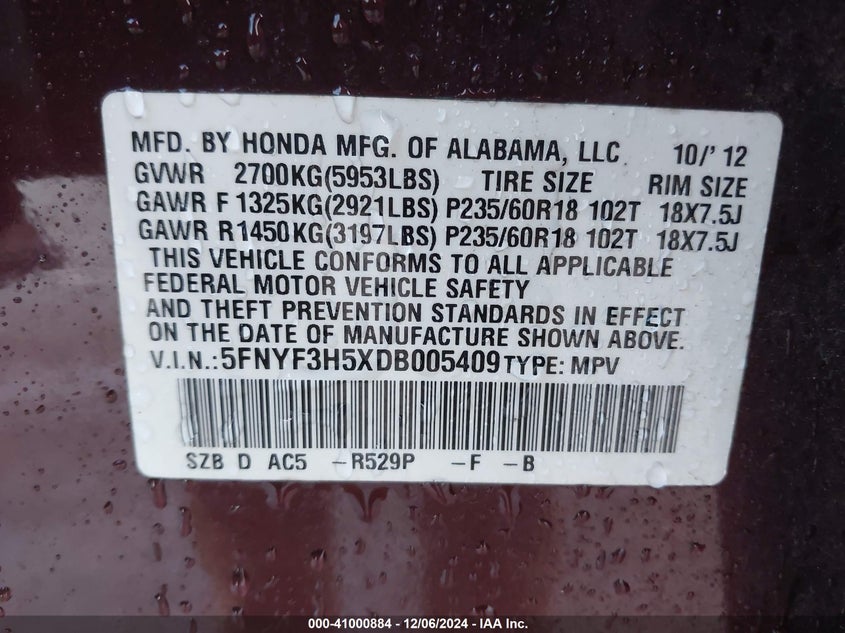 MFD. BY HONDA MFG. OF ALABAMA, LLC 10/'12
GVWR 2700KG(5953LBS) TIRE SIZE RIM SIZE
GAWR F 1325KG(2921LBS) P235/60R18 102T 18X7.5J
GAWR R 1450KG(3197LBS) P235/60R18 102T 18X7.5J
THIS VEHICLE CONFORMS TO ALL APPLICABLE
FEDERAL MOTOR VEHICLE SAFETY
AND THEFT PREVENTION STANDARDS IN EFFECT
ON THE DATE OF MANUFACTURE SHOWN ABOVE.
V.I.N.:5FNYF3H5XDB005409 TYPE: MPV
SZB D AC5 -R529P -F -B
000-41000884 - 12/06/2024 - IAA Inc.